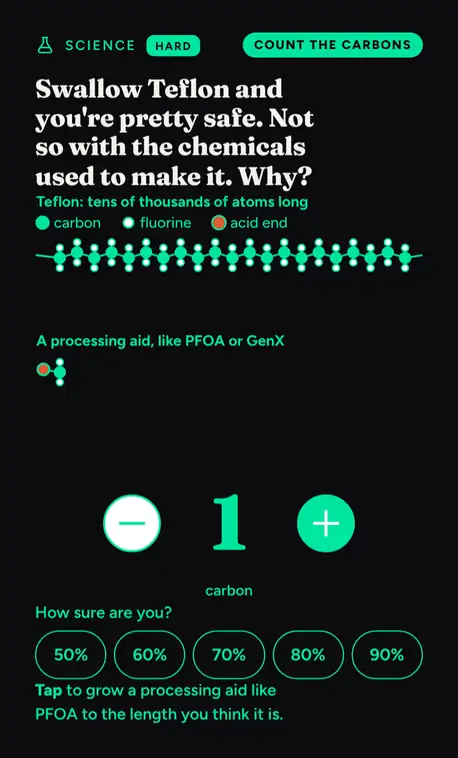 SCIENCE HARD COUNT THE CARBONS
Swallow Teflon and
you're pretty safe. Not
so with the chemicals
used to make it. Why?
Teflon: tens of thousands of atoms long
carbon fluorine acid end
A processing aid, like PFOA or GenX
1
carbon
How sure are you?
50% 60% 70% 80% 90%
Tap to grow a processing aid like
PFOA to the length you think it is.